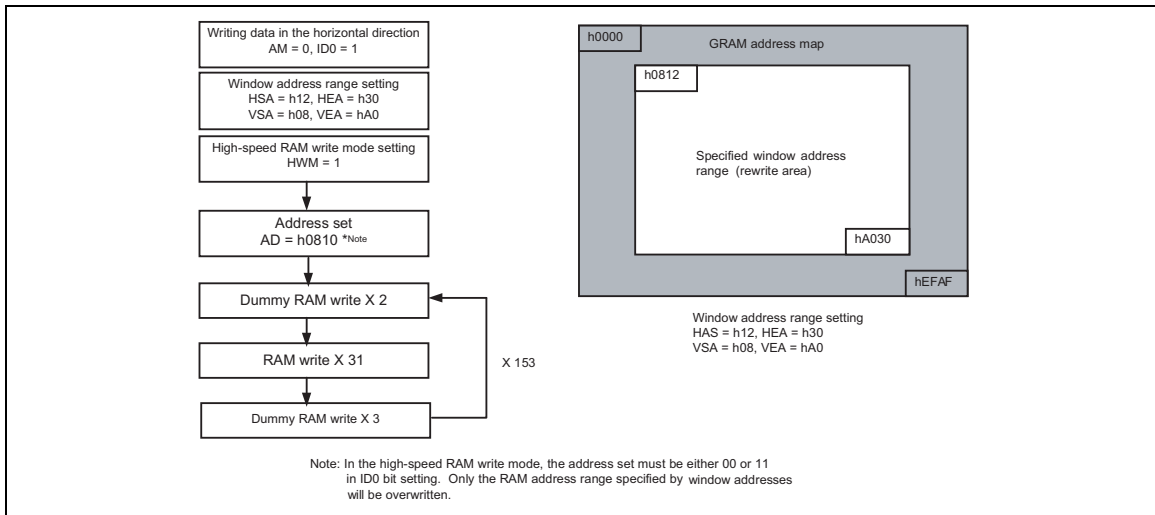 Writing data in the horizontal direction
AM = 0, ID0 = 1
Window address range setting
HSA = h12, HEA = h30
VSA = h08, VEA = hA0
High-speed RAM write mode setting
HWM = 1
Address set
AD = h0810 *Note
Dummy RAM write X 2
RAM write X 31
Dummy RAM write X 3
X 153
h0000
GRAM address map
h0812
Specified window address
range (rewrite area)
hA030
hEFAF
Window address range setting
HAS = h12, HEA = h30
VSA = h08, VEA = hA0
Note: In the high-speed RAM write mode, the address set must be either 00 or 11
in ID0 bit setting. Only the RAM address range specified by window addresses
will be overwritten.